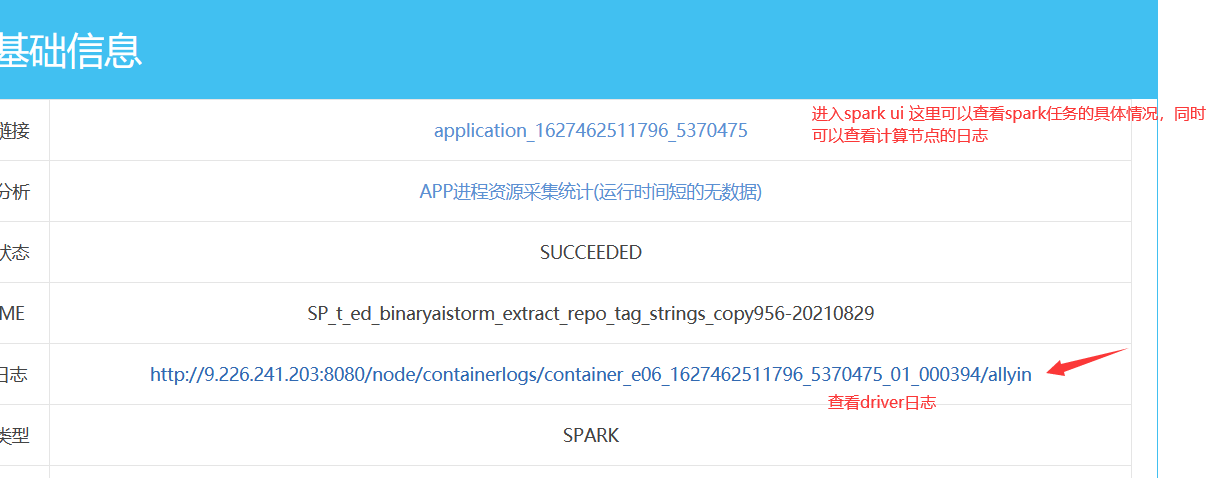 基础信息
进入spark ui 这里可以查看spark任务的具体情况，同时
可以查看计算节点的日志
链接 application_1627462511796_5370475
分析 APP进程资源采集统计(运行时间短的无数据)
状态 SUCCEEDED
ME SP_t_ed_binaryaistorm_extract_repo_tag_strings_copy956-20210829
日志 http://9.226.241.203:8080/node/containerlogs/container_e06_1627462511796_5370475_01_000394/allyin
查看driver日志
类型 SPARK